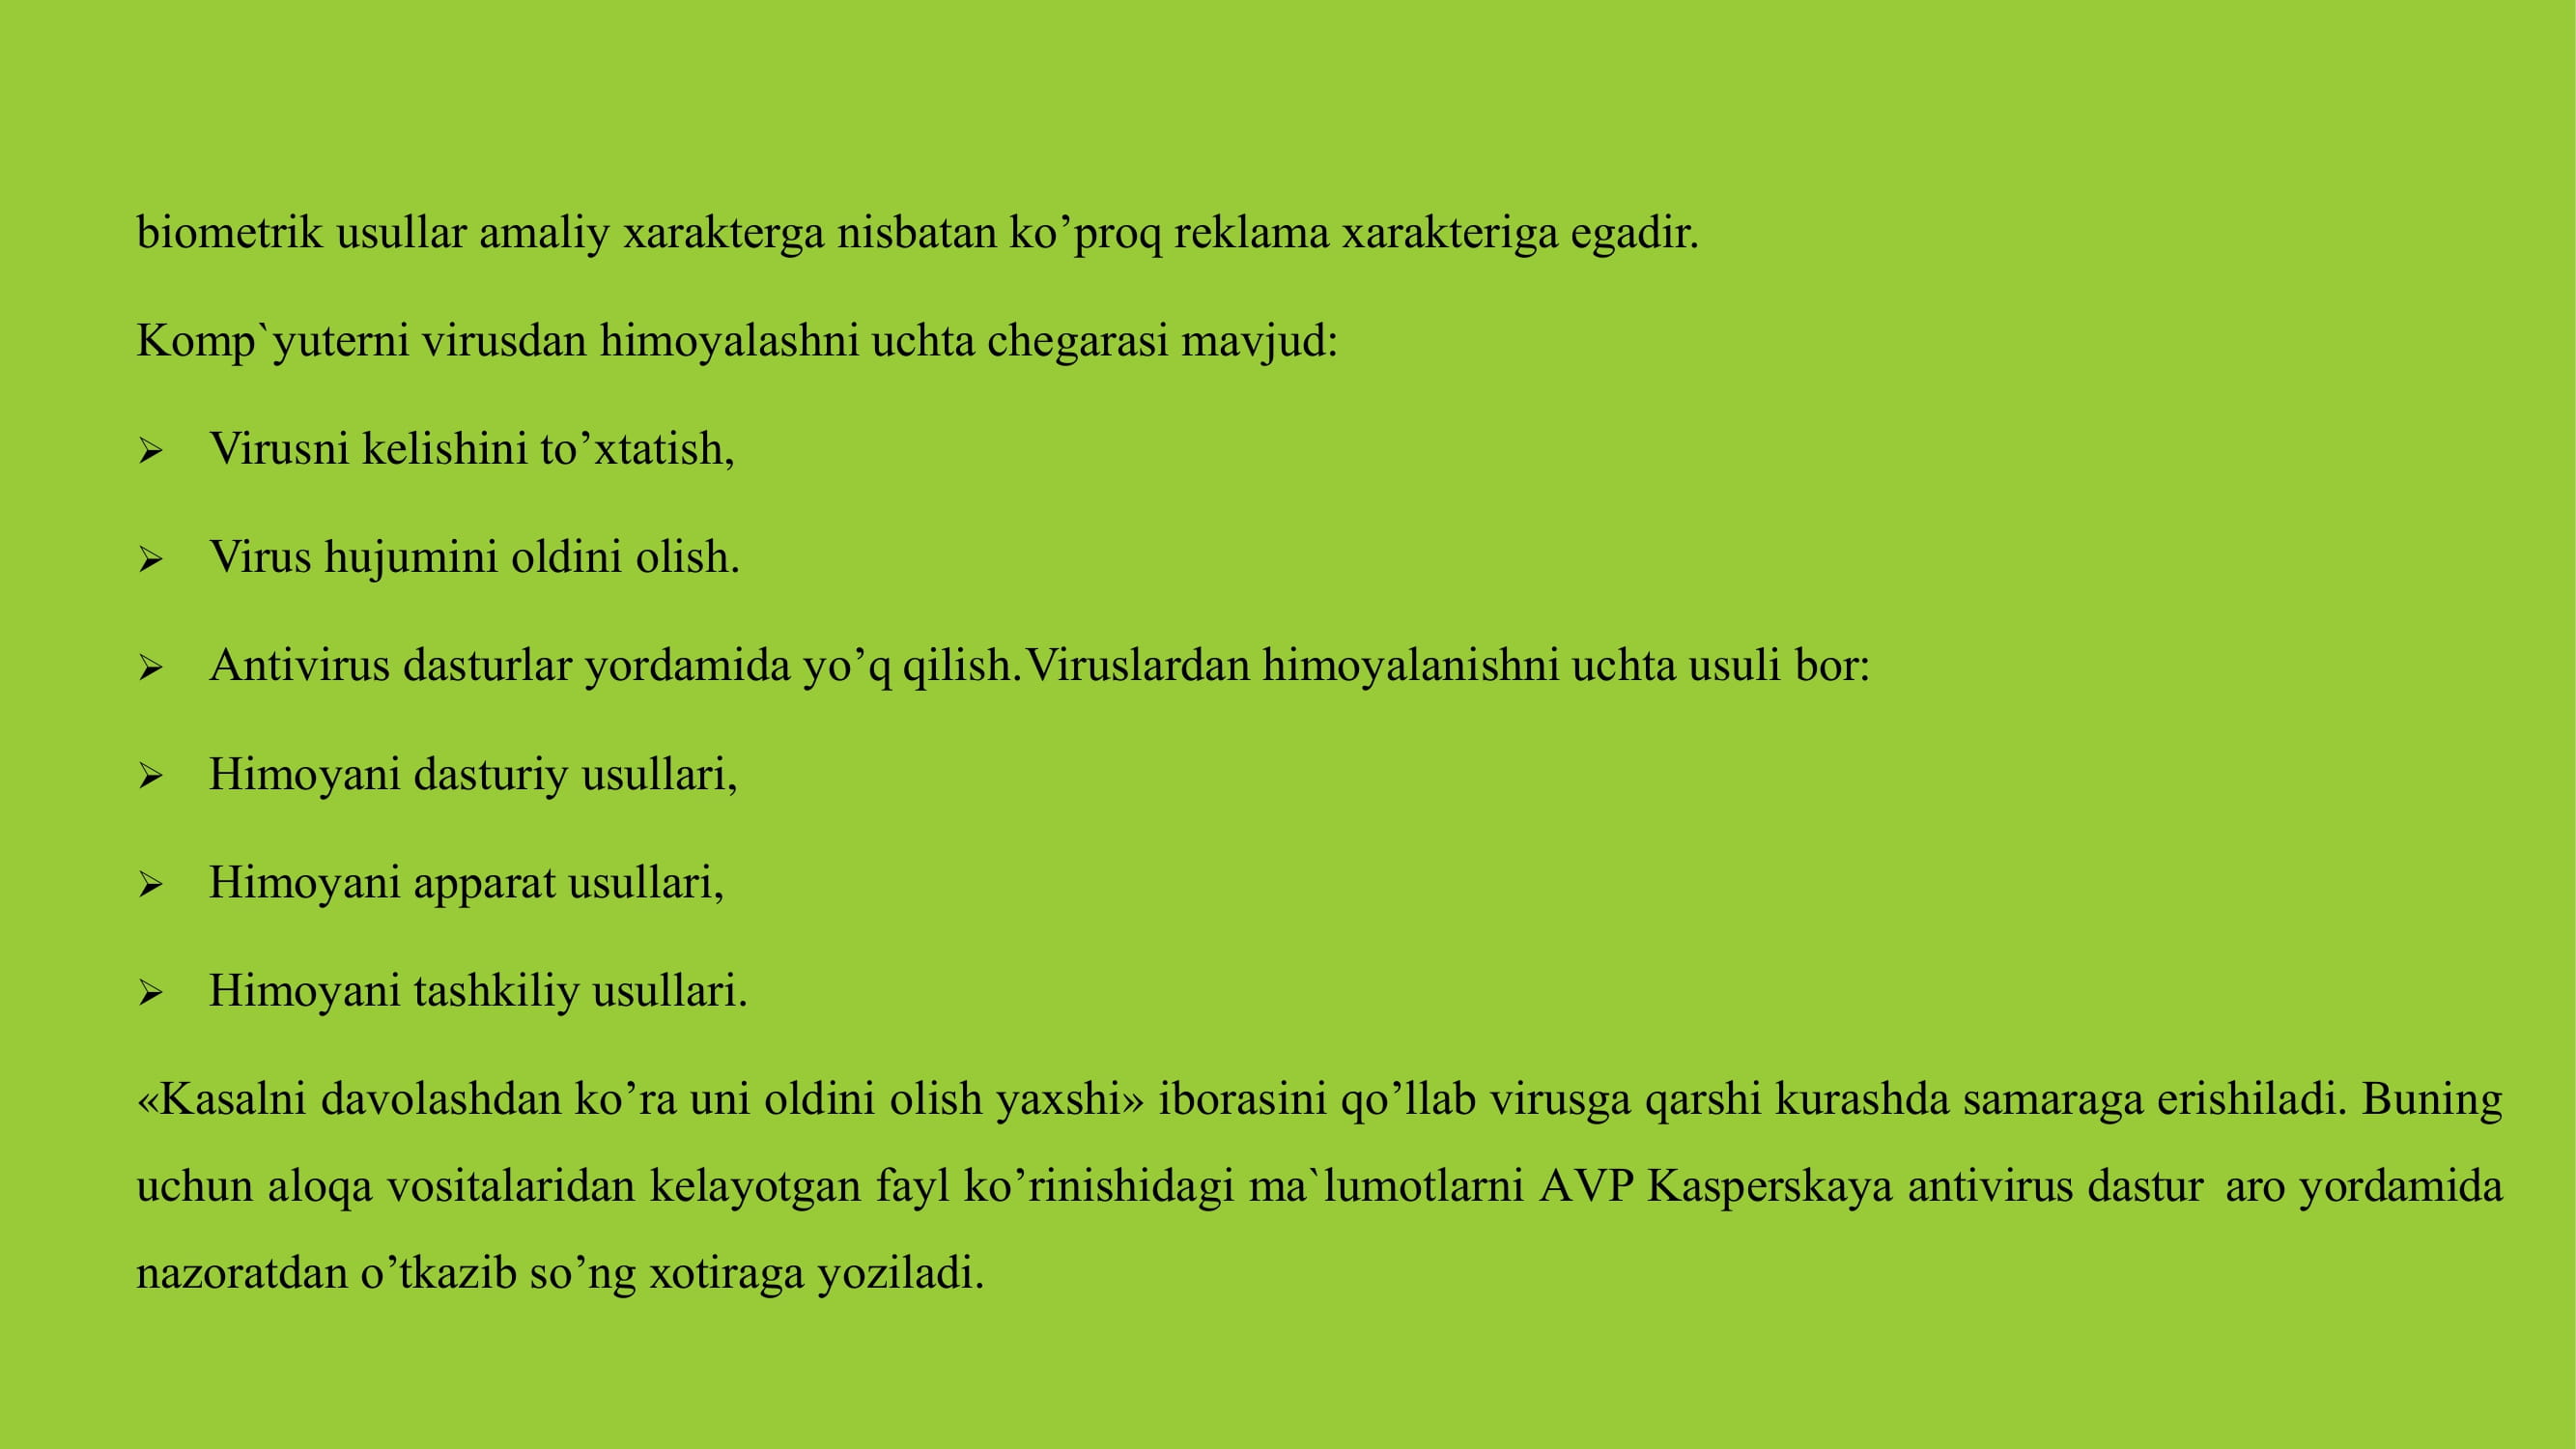 biometrik usullar amaliy xarakterga nisbatan ko’proq reklama xarakteriga egadir.
Komp`yuterni virusdan himoyalashni uchta chegarasi mavjud:
➢ Virusni kelishini to’xtatish,
➢ Virus hujumini oldini olish.
➢ Antivirus dasturlar yordamida yo’q qilish.Viruslardan himoyalanishni uchta usuli bor:
➢ Himoyani dasturiy usullari,
➢ Himoyani apparat usullari,
➢ Himoyani tashkiliy usullari.
«Kasalni davolashdan ko’ra uni oldini olish yaxshi» iborasini qo’llab virusga qarshi kurashda samaraga erishiladi. Buning
uchun aloqa vositalaridan kelayotgan fayl ko’rinishidagi ma`lumotlarni AVP Kasperskaya antivirus dastur aro yordamida
nazoratdan o’tkazib so’ng xotiraga yoziladi.